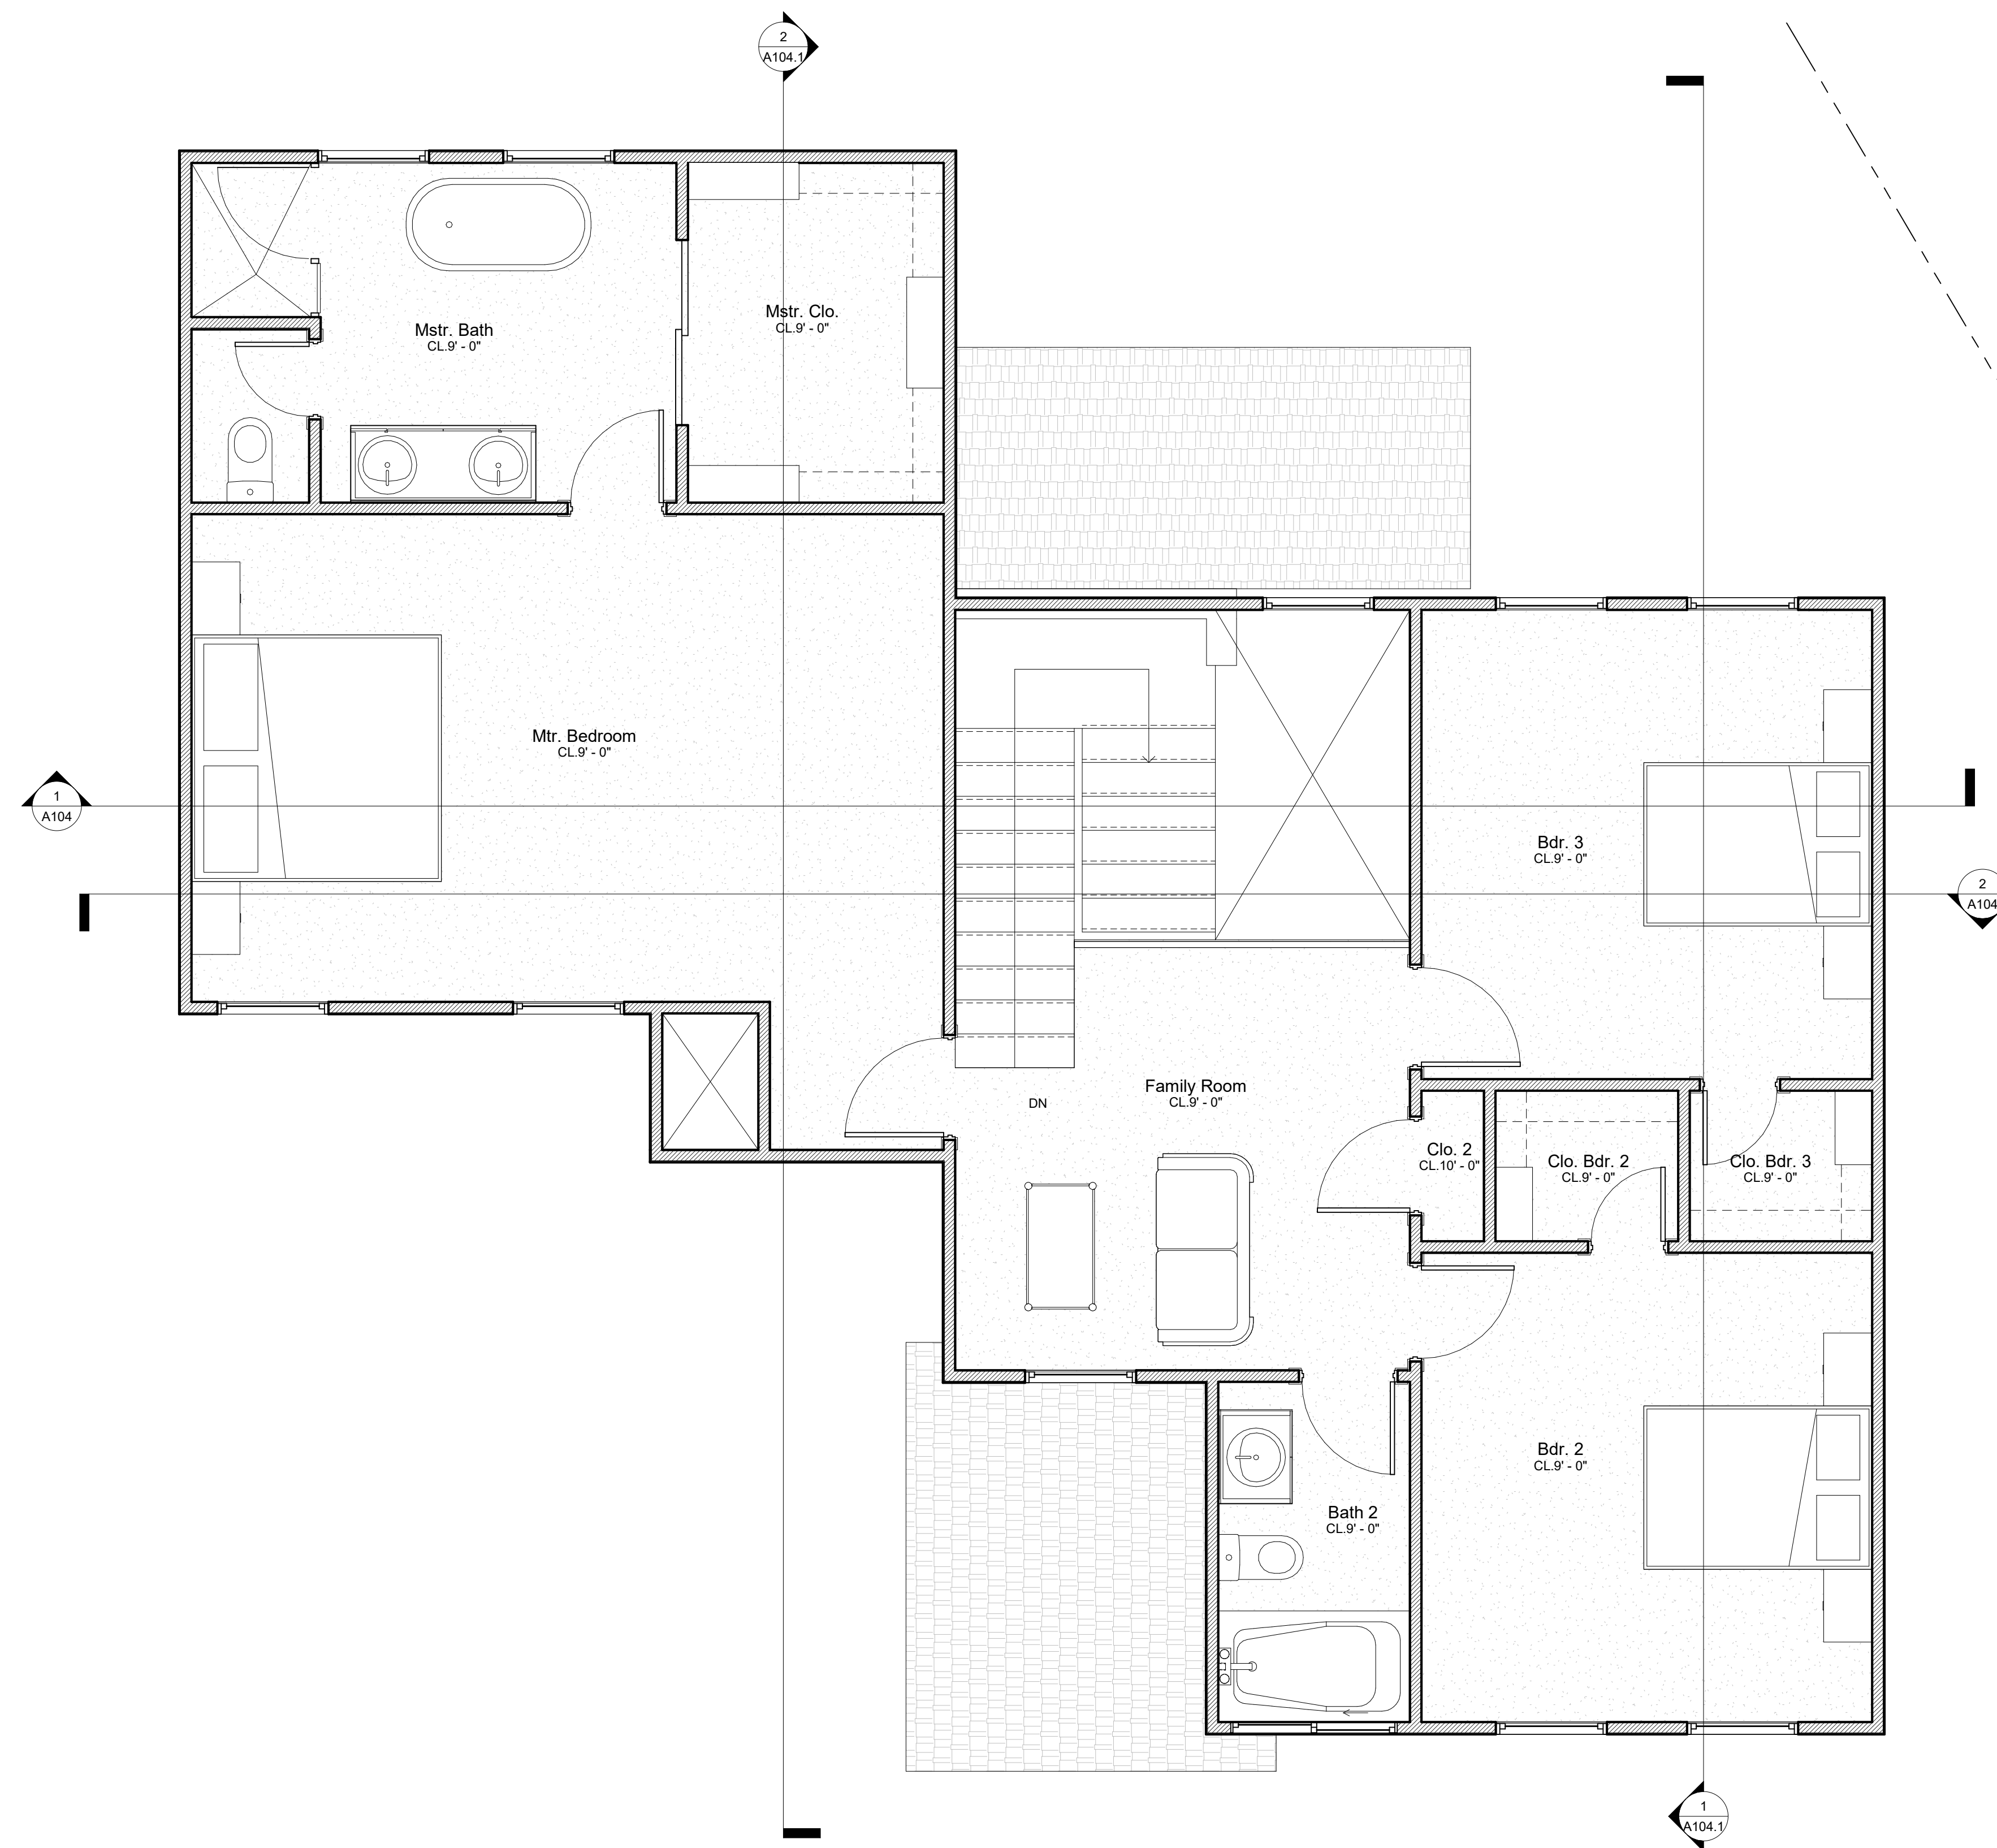 2
A104.1
Mstr. Clo.
CL.9' - 0"
Mstr. Bath
CL.9' - 0"
Mtr. Bedroom
CL.9' - 0"
1
A104
Bdr. 3
CL.9' - 0"
2
A104
Family Room
CL.9' - 0"
DN
Clo. 2
CL.10' - 0"
Clo. Bdr. 2
CL.9' - 0"
Clo. Bdr. 3
CL.9' - 0"
Bdr. 2
CL.9' - 0"
Bath 2
CL.9' - 0"
1
A104.1